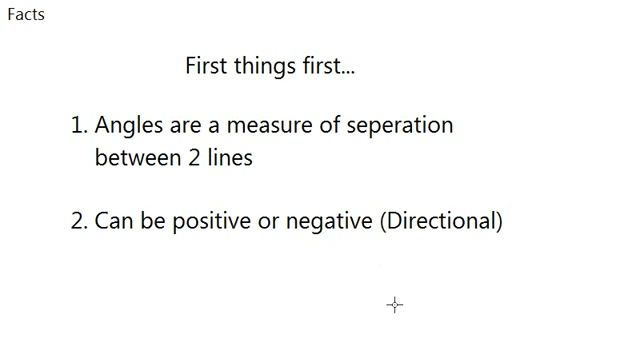 Facts
First things first...
1. Angles are a measure of seperation
between 2 lines
2. Can be positive or negative (Directional)